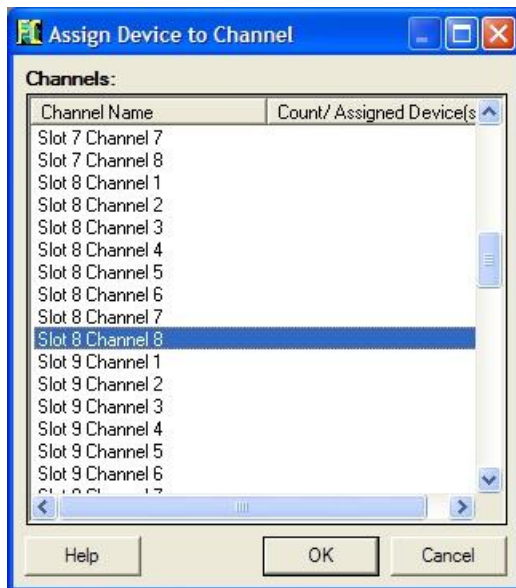 Assign Device to Channel
Channels:
Channel Name Count/ Assigned Device(s
Slot 7 Channel 7
Slot 7 Channel 8
Slot 8 Channel 1
Slot 8 Channel 2
Slot 8 Channel 3
Slot 8 Channel 4
Slot 8 Channel 5
Slot 8 Channel 6
Slot 8 Channel 7
Slot 8 Channel 8
Slot 9 Channel 1
Slot 9 Channel 2
Slot 9 Channel 3
Slot 9 Channel 4
Slot 9 Channel 5
Slot 9 Channel 6
Help OK Cancel